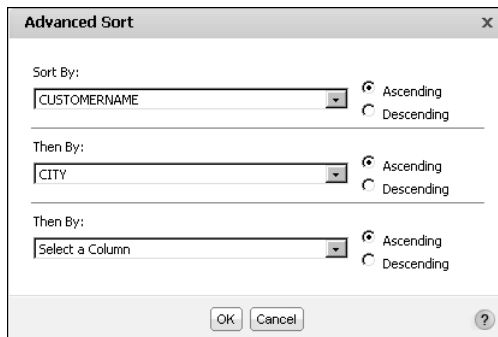 Advanced Sort x
Sort By:
CUSTOMERNAME
Ascending
Descending
Then By:
CITY
Ascending
Descending
Then By:
Select a Column
Ascending
Descending
OK Cancel ?